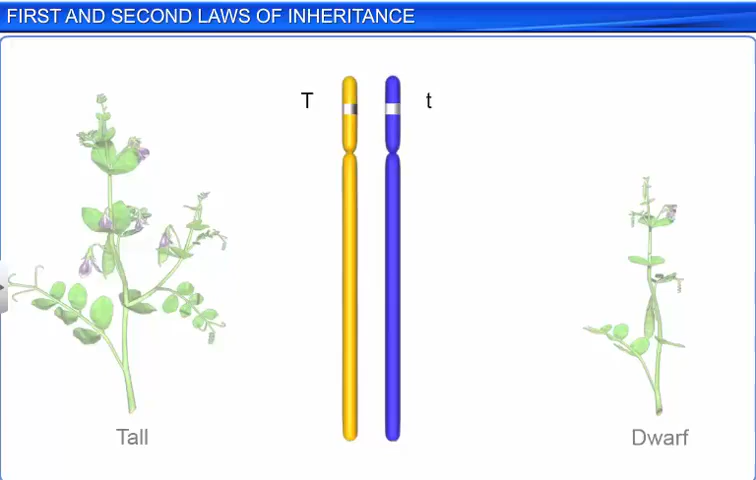 FIRST AND SECOND LAWS OF INHERITANCE
T t
Tall
Dwarf